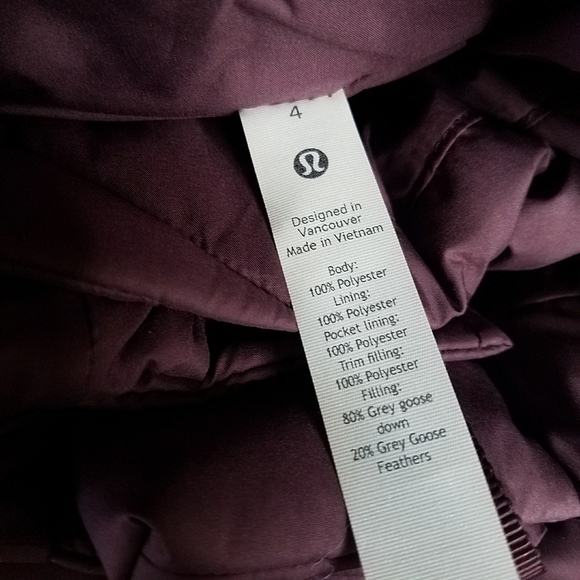 4
Designed in
Vancouver
Made in Vietnam
Body:
100% Polyester
Lining:
100% Polyester
Pocket lining:
100% Polyester
Trim filling:
100% Polyester
Filling:
80% Grey goose
down
20% Grey Goose
Feathers